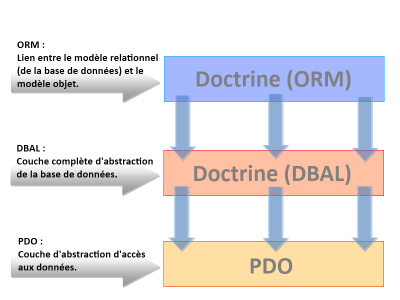 ORM :
Lien entre le modèle relationnel
(de la base de données) et le
modèle objet.
Doctrine (ORM)
DBAL :
Couche complète d'abstraction
de la base de données.
Doctrine (DBAL)
PDO :
Couche d'abstraction d'accès
aux données.
PDO